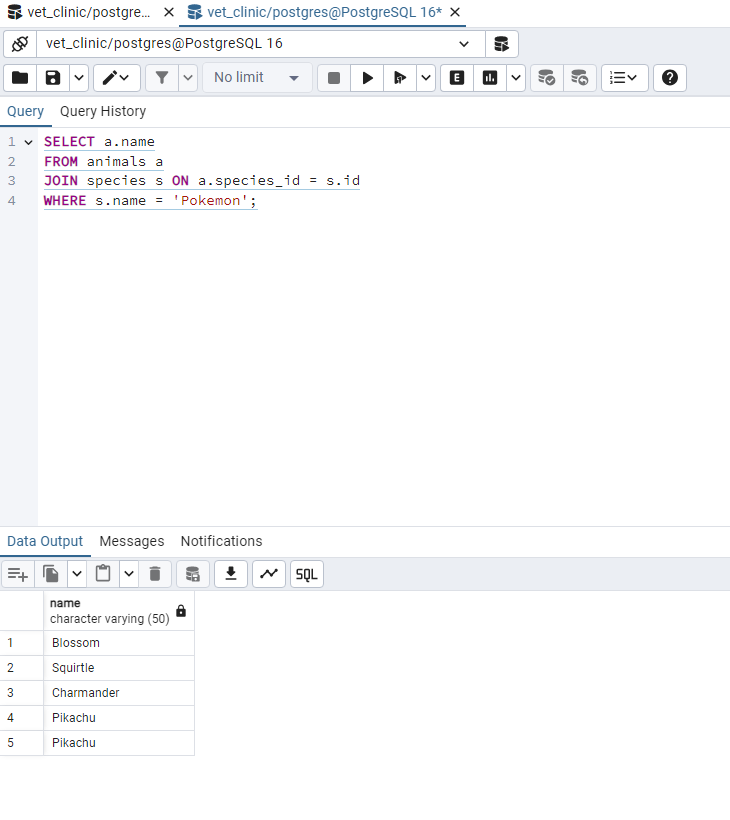 vet_clinic/postgre... vet_clinic/postgres@PostgreSQL 16*
vet_clinic/postgres@PostgreSQL 16
No limit
E
Query Query History
1 SELECT a.name
2 FROM animals a
3 JOIN species s ON a.species_id = s.id
4 WHERE s.name = 'Pokemon';
Data Output Messages Notifications
SQL
name
character varying (50)
1 Blossom
2 Squirtle
3 Charmander
4 Pikachu
5 Pikachu